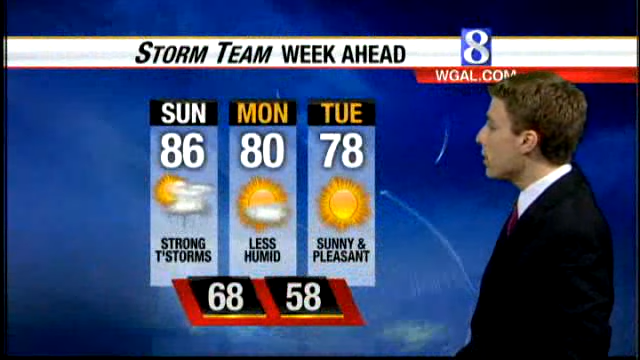 STORM TEAM WEEK AHEAD
8
WGAL.COM
SUN MON TUE
86 80 78
STRONG T'STORMS
LESS HUMID
SUNNY & PLEASANT
68 58